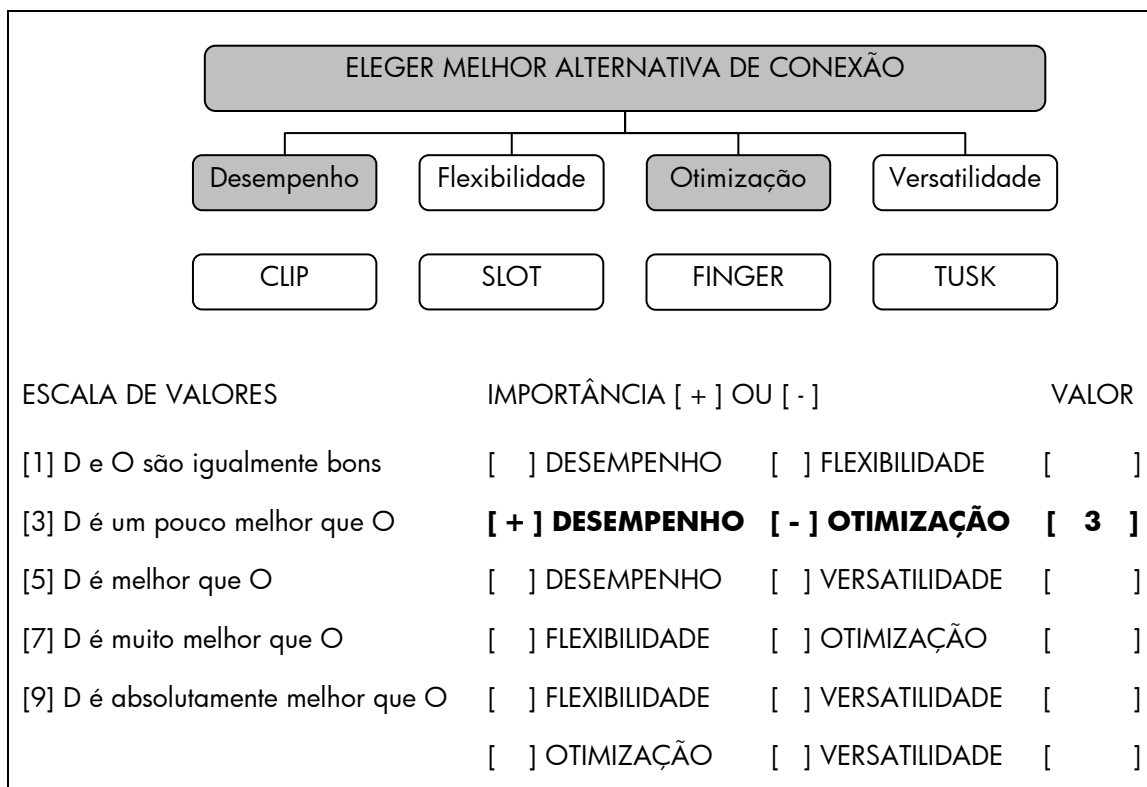 ELEGER MELHOR ALTERNATIVA DE CONEXÃO
Desempenho Flexibilidade Otimização Versatilidade
CLIP SLOT FINGER TUSK
ESCALA DE VALORES IMPORTÂNCIA [ + ] OU [ - ] VALOR
[1] D e O são igualmente bons [ ] DESEMPENHO [ ] FLEXIBILIDADE [ ]
[3] D é um pouco melhor que O [ + ] DESEMPENHO [ - ] OTIMIZAÇÃO [ 3 ]
[5] D é melhor que O [ ] DESEMPENHO [ ] VERSATILIDADE [ ]
[7] D é muito melhor que O [ ] FLEXIBILIDADE [ ] OTIMIZAÇÃO [ ]
[9] D é absolutamente melhor que O [ ] FLEXIBILIDADE [ ] VERSATILIDADE [ ]
[ ] OTIMIZAÇÃO [ ] VERSATILIDADE [ ]